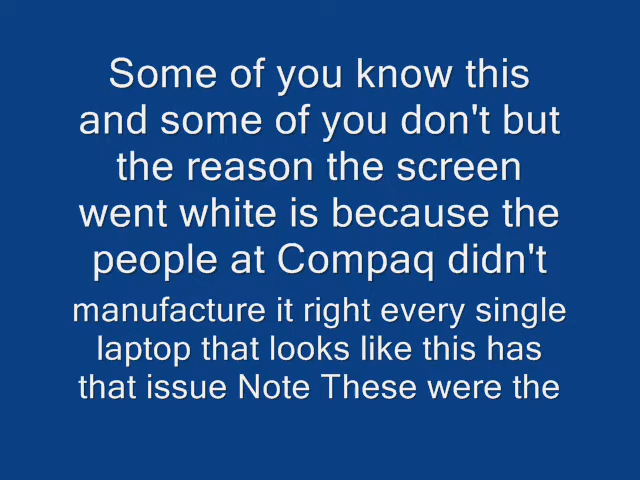 Some of you know this
and some of you don't but
the reason the screen
went white is because the
people at Compaq didn't
manufacture it right every single
laptop that looks like this has
that issue Note These were the